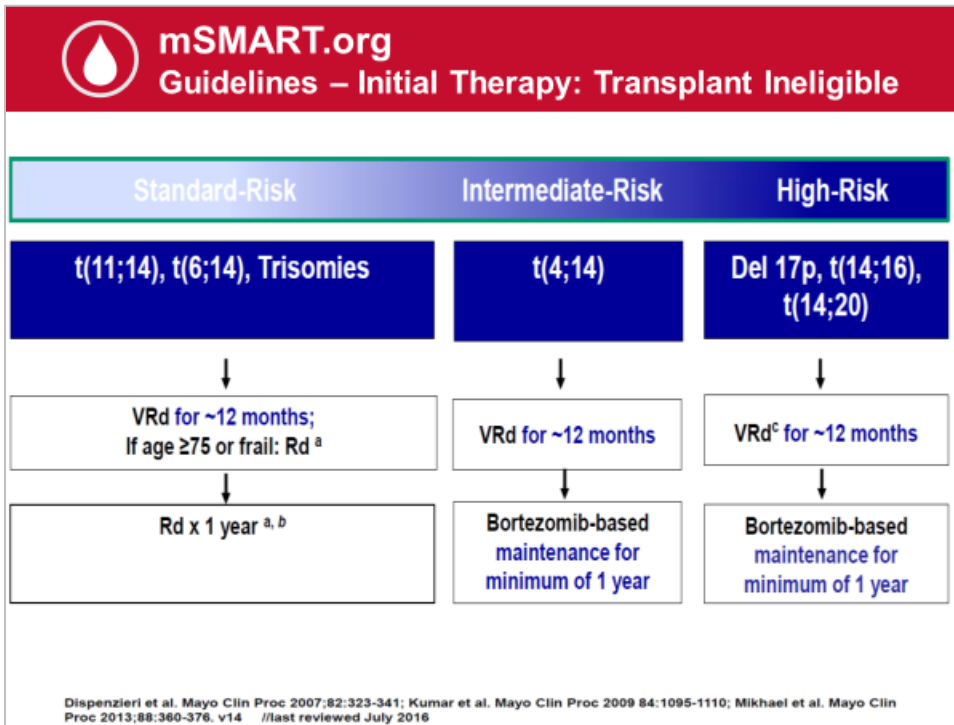 mSMART.org
Guidelines – Initial Therapy: Transplant Ineligible
Standard-Risk
Intermediate-Risk
High-Risk
t(11;14), t(6;14), Trisomies
t(4;14)
Del 17p, t(14;16),
t(14;20)
VRd for ~12 months;
If age ≥75 or frail: Rd a
VRd for ~12 months
VRdc for ~12 months
Rd x 1 year a, b
Bortezomib-based
maintenance for
minimum of 1 year
Bortezomib-based
maintenance for
minimum of 1 year
Dispenzieri et al. Mayo Clin Proc 2007;82:323-341; Kumar et al. Mayo Clin Proc 2009 84:1095-1110; Mikhael et al. Mayo Clin
Proc 2013;88:360-376. v14 //last reviewed July 2016